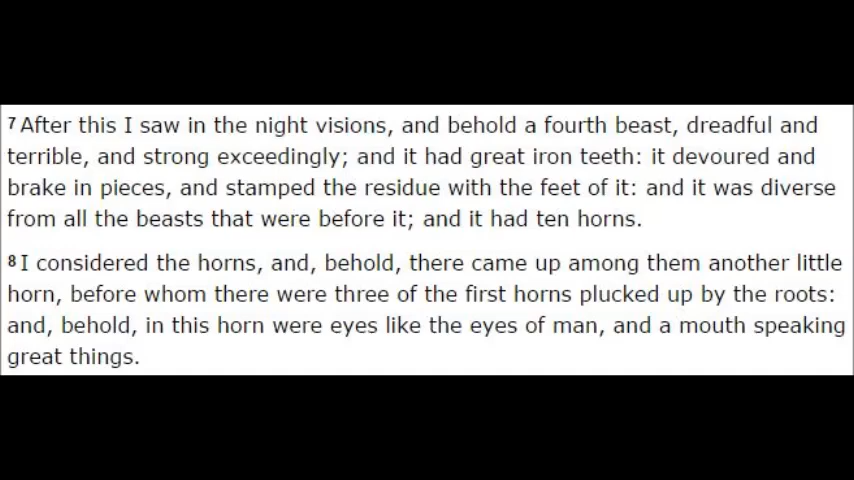 7 After this I saw in the night visions, and behold a fourth beast, dreadful and
terrible, and strong exceedingly; and it had great iron teeth: it devoured and
brake in pieces, and stamped the residue with the feet of it: and it was diverse
from all the beasts that were before it; and it had ten horns.
8 I considered the horns, and, behold, there came up among them another little
horn, before whom there were three of the first horns plucked up by the roots:
and, behold, in this horn were eyes like the eyes of man, and a mouth speaking
great things.